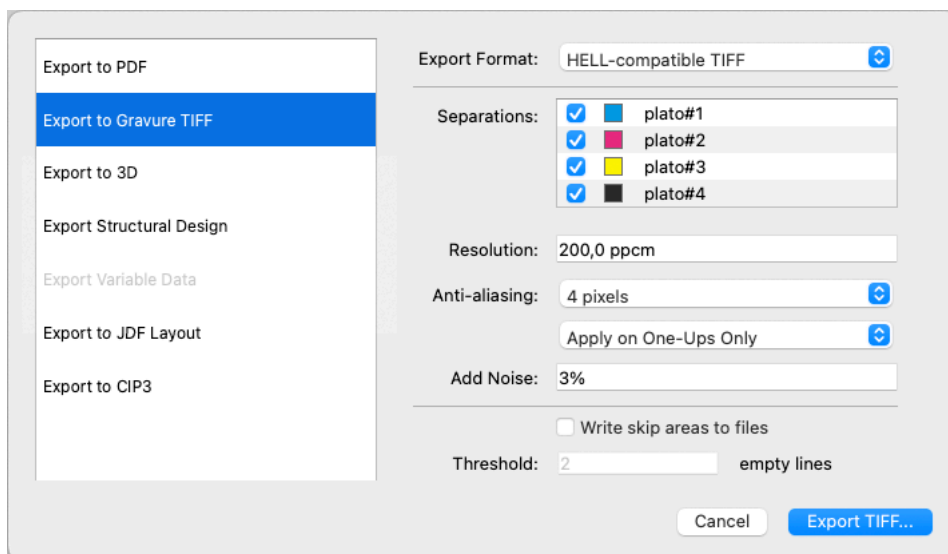 Export to PDF
Export to Gravure TIFF
Export to 3D
Export Structural Design
Export Variable Data
Export to JDF Layout
Export to CIP3
Export Format: HELL-compatible TIFF
Separations: plato#1
plato#2
plato#3
plato#4
Resolution: 200,0 ppcm
Anti-aliasing: 4 pixels
Apply on One-Ups Only
Add Noise: 3%
Write skip areas to files
Threshold: 2 empty lines
Cancel Export TIFF...